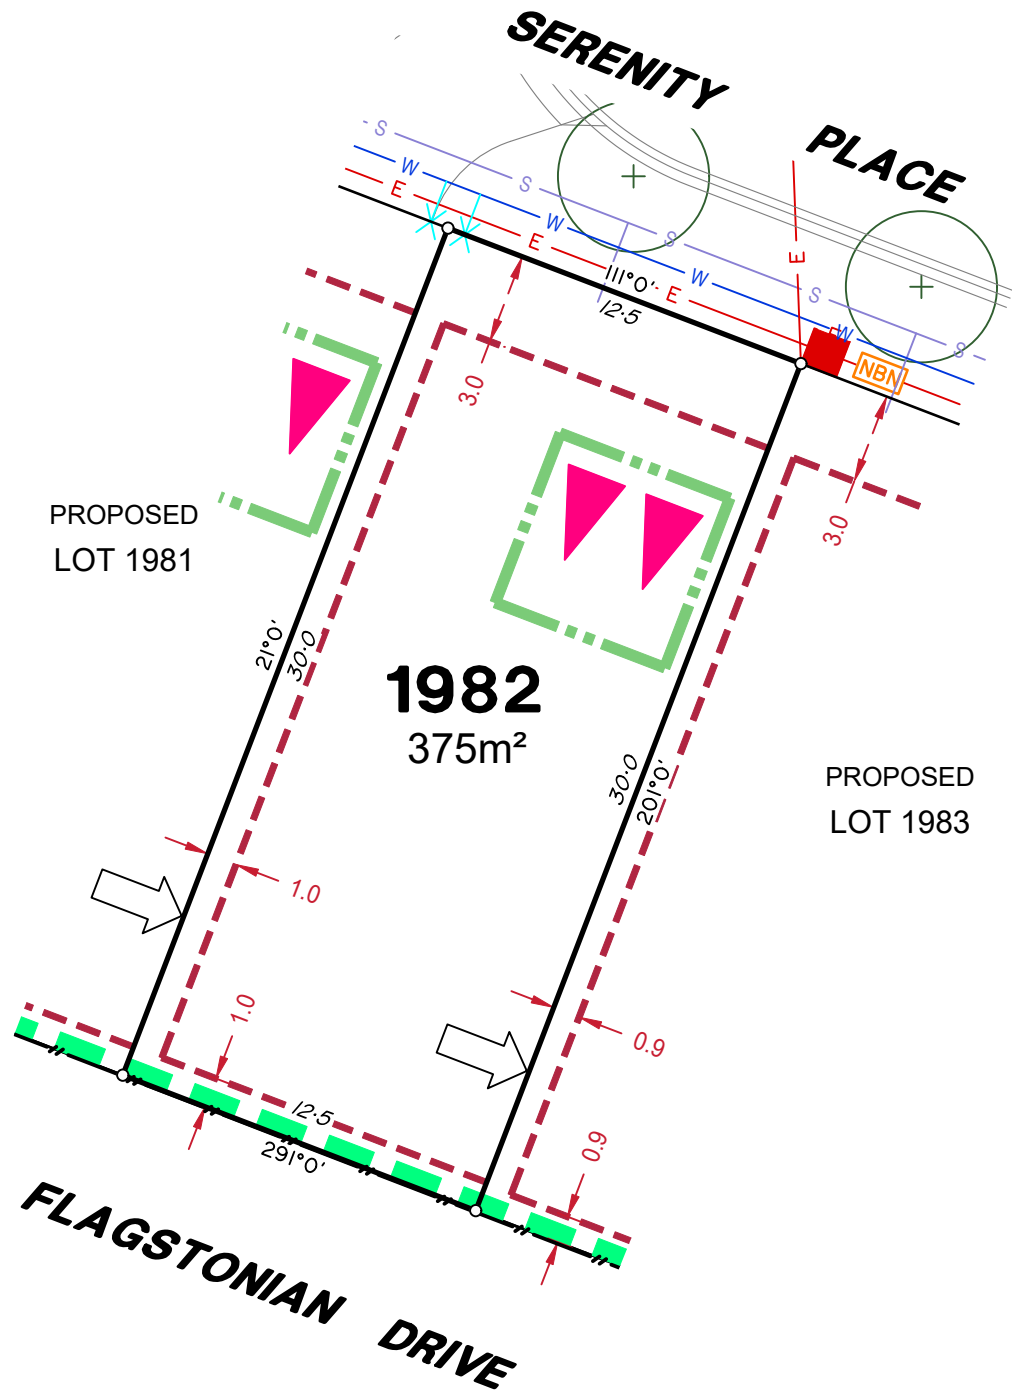 SERENITY PLACE
S
W
E
S
W
E
S
W
E
S
E
W
S
NBN
111°0'
12·5
3.0
3.0
PROPOSED
LOT 1981
21°0'
30·0
1982
375m²
30·0
201°0'
PROPOSED
LOT 1983
1.0
1.0
0.9
0.9
12·5
291°0'
FLAGSTONIAN DRIVE